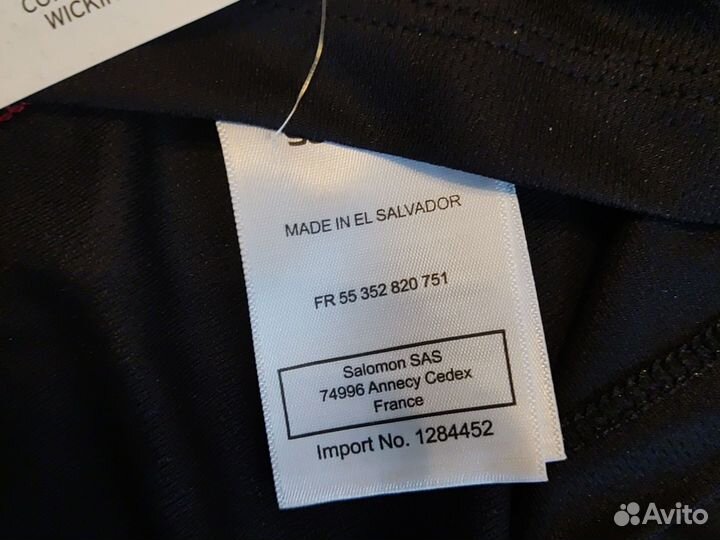 WICKIN
MADE IN EL SALVADOR
FR 55 352 820 751
Salomon SAS
74996 Annecy Cedex
France
Import No. 1284452
Avito